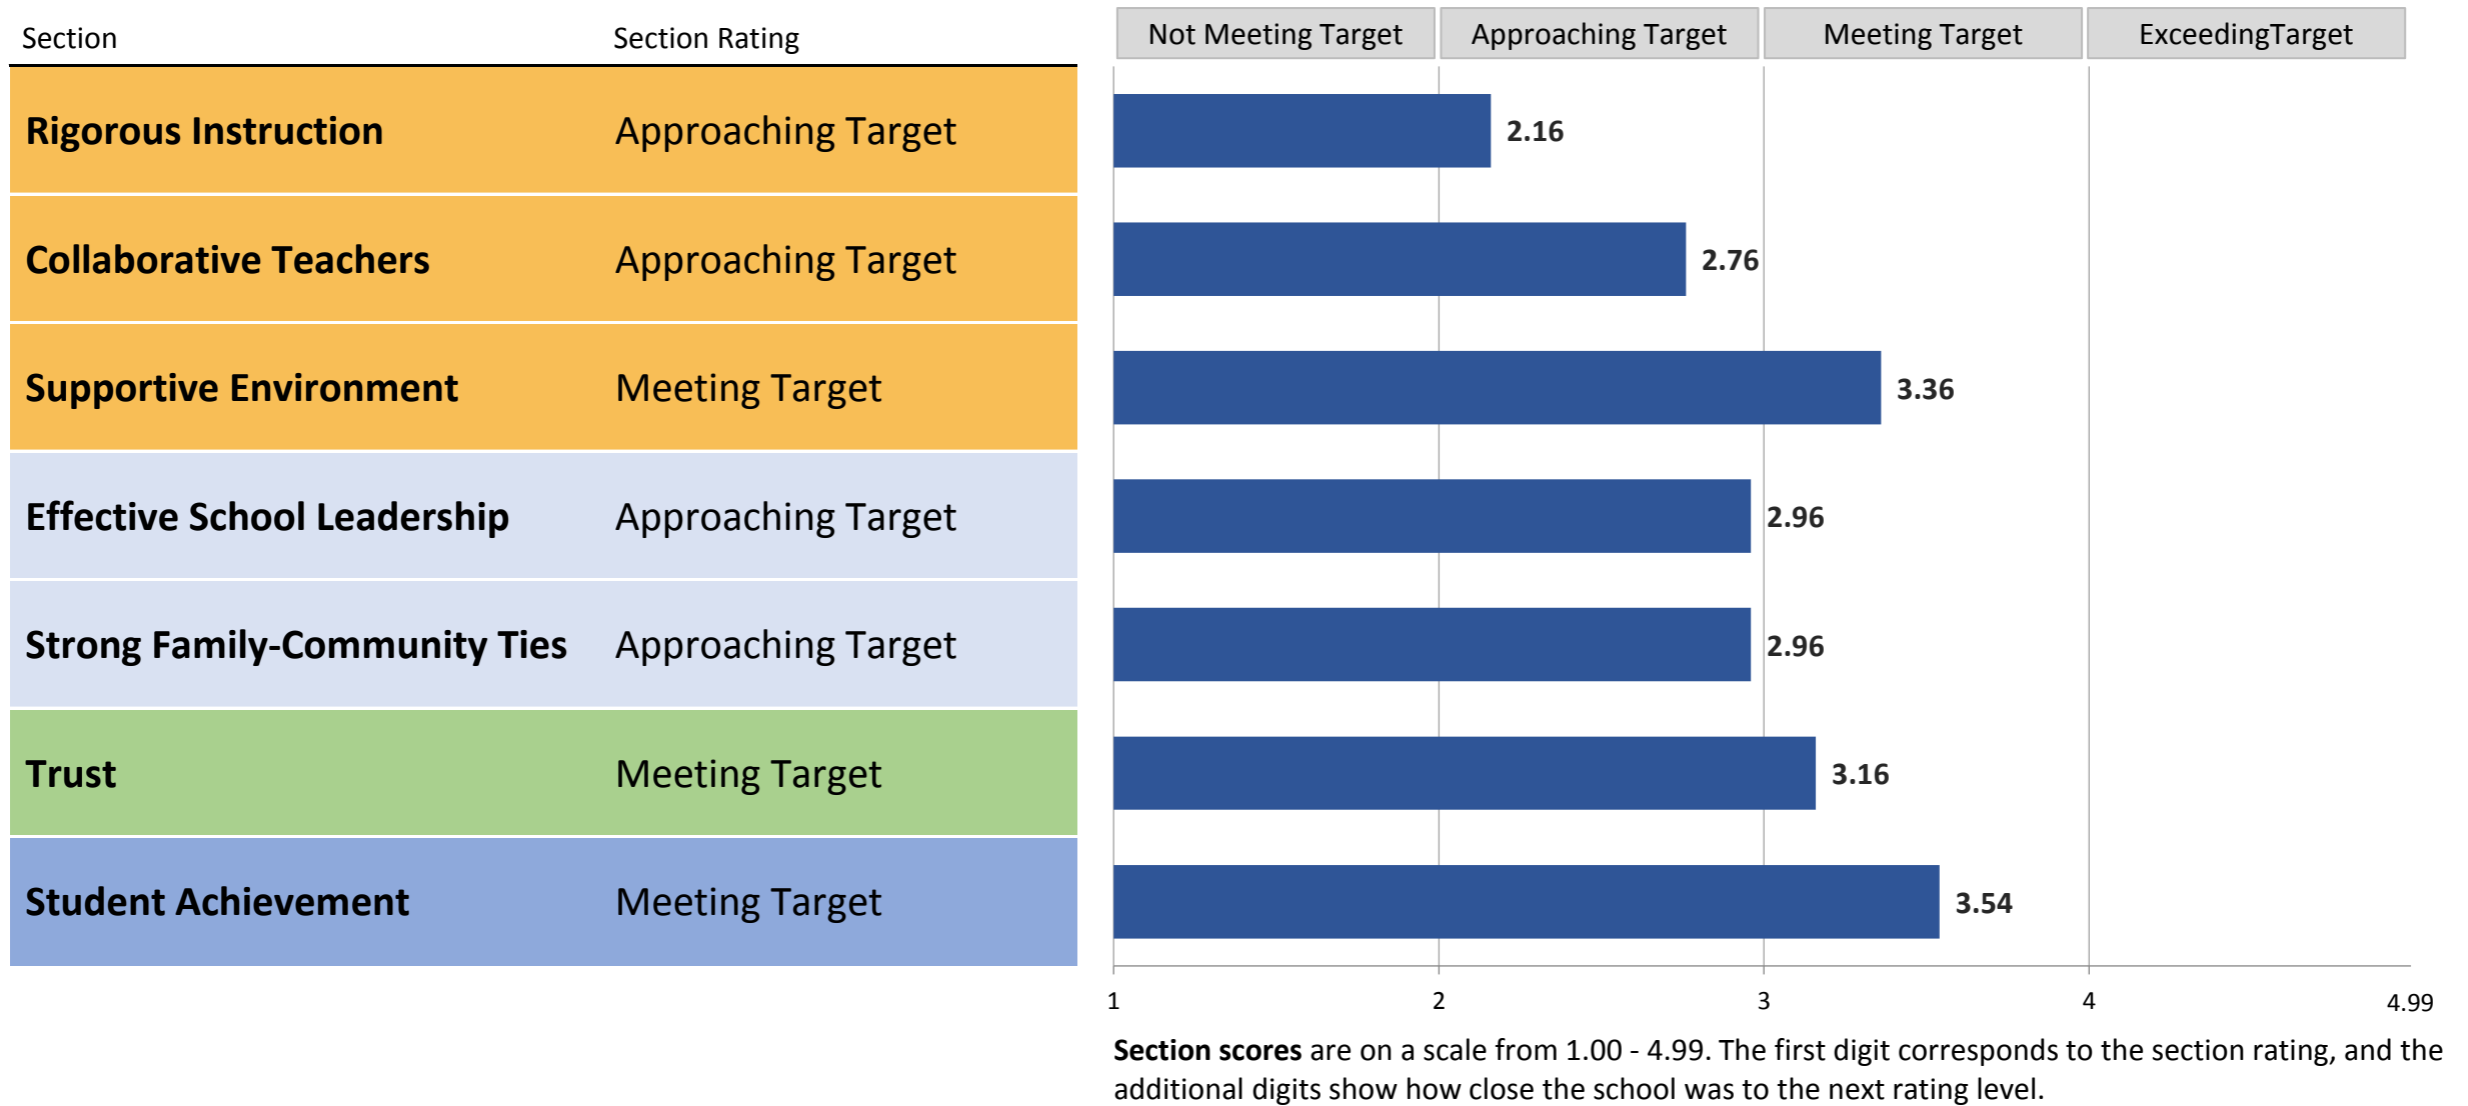 Section Section Rating Not Meeting Target Approaching Target Meeting Target ExceedingTarget
Rigorous Instruction Approaching Target 2.16
Collaborative Teachers Approaching Target 2.76
Supportive Environment Meeting Target 3.36
Effective School Leadership Approaching Target 2.96
Strong Family-Community Ties Approaching Target 2.96
Trust Meeting Target 3.16
Student Achievement Meeting Target 3.54
1 2 3 4 4.99
Section scores are on a scale from 1.00 - 4.99. The first digit corresponds to the section rating, and the
additional digits show how close the school was to the next rating level.